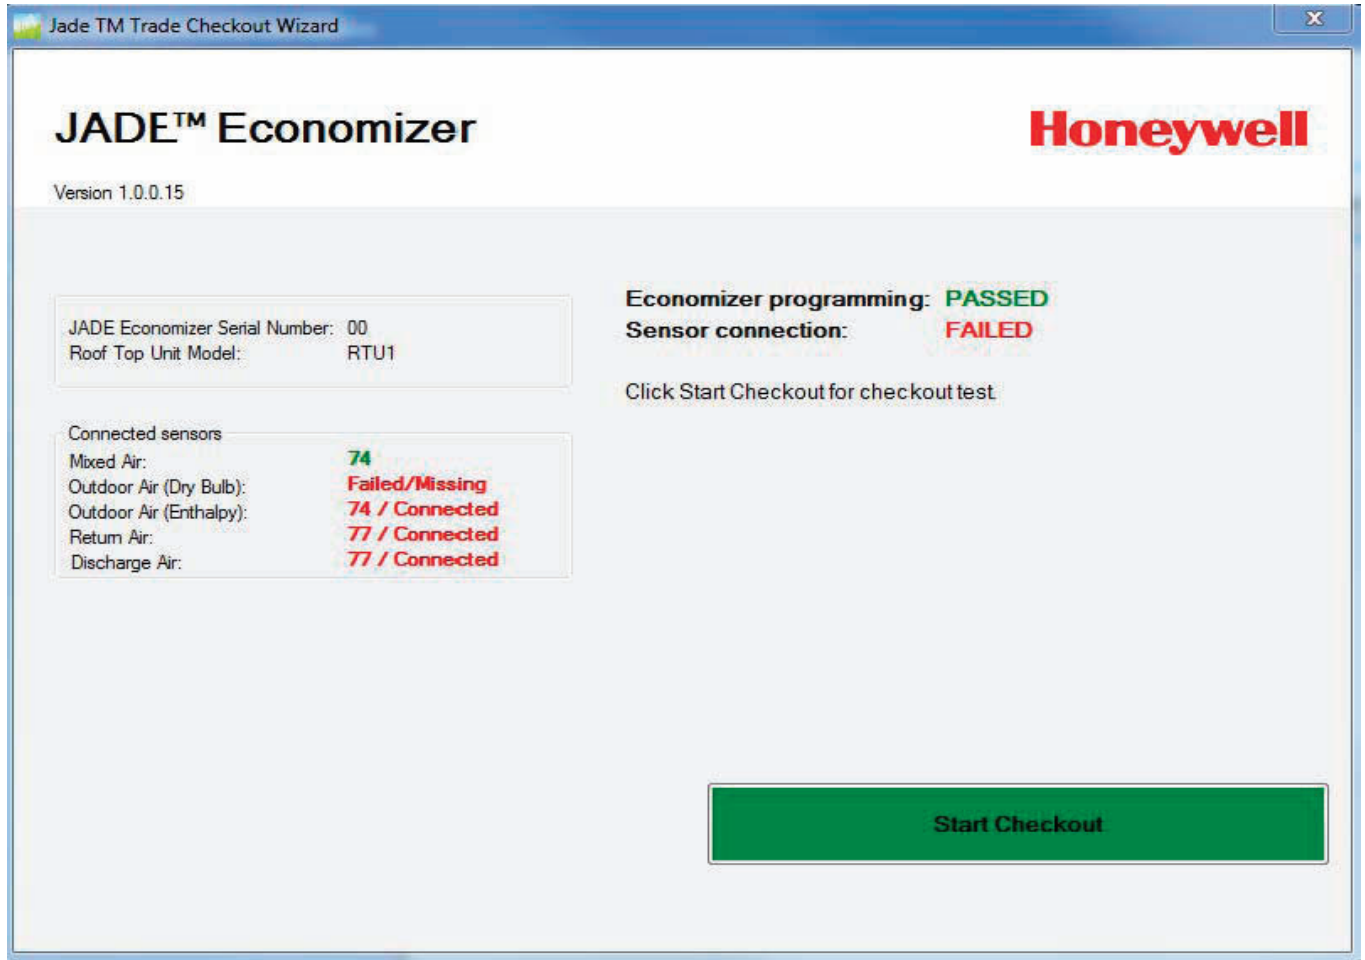 Jade TM Trade Checkout Wizard
JADE™ Economizer
Honeywell
Version 1.0.0.15
JADE Economizer Serial Number: 00
Roof Top Unit Model: RTU1
Economizer programming: PASSED
Sensor connection: FAILED
Click Start Checkout for checkout test.
Connected sensors
Mixed Air: 74
Outdoor Air (Dry Bulb): Failed/Missing
Outdoor Air (Enthalpy): 74 / Connected
Return Air: 77 / Connected
Discharge Air: 77 / Connected
Start Checkout